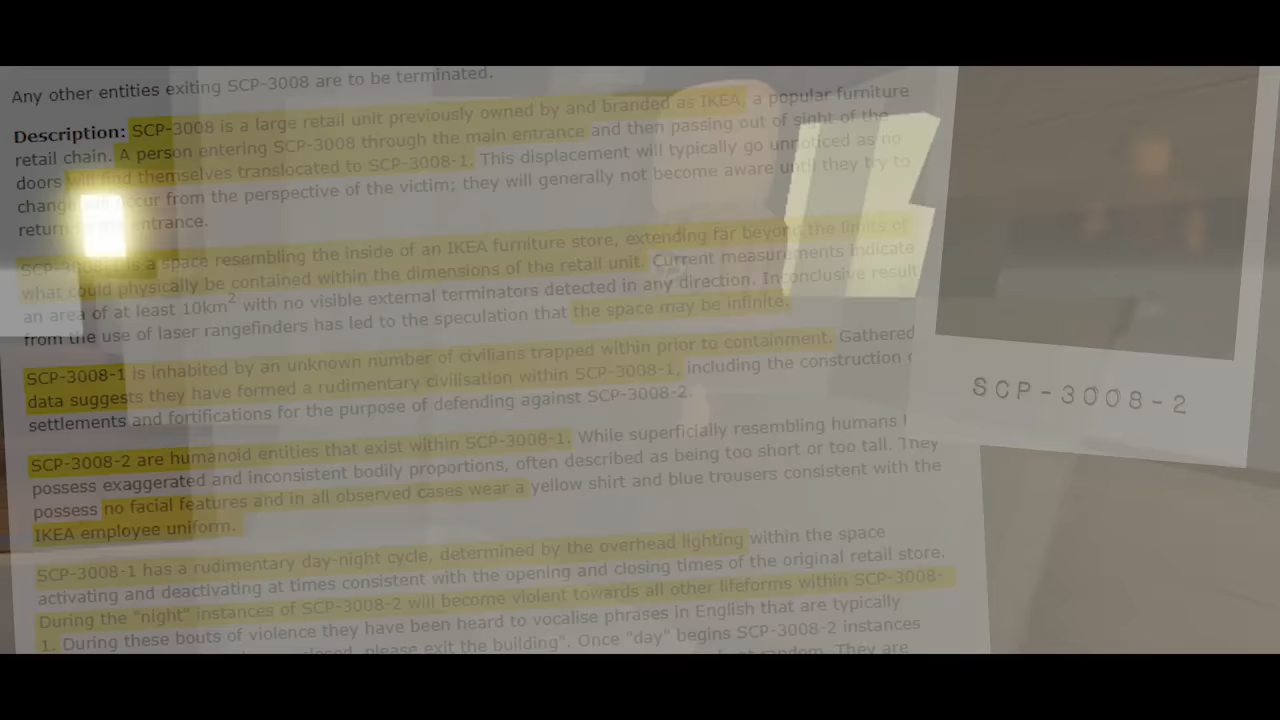 Any other entities exiting SCP-3008 are to be terminated.
Description: SCP-3008 is a large retail unit previously owned by and branded as IKEA, a popular furniture
retail chain. A person entering SCP-3008 through the main entrance and then passing out of sight of the
doors will find themselves translocated to SCP-3008-1. This displacement will typically go unnoticed as no
change will occur from the perspective of the victim; they will generally not become aware until they try to
return to the entrance.
SCP-3008-1 is a space resembling the inside of an IKEA furniture store, extending far beyond the limits of
what could physically be contained within the dimensions of the retail unit. Current measurements indicate
an area of at least 10km2 with no visible external terminators detected in any direction. Inconclusive result
from the use of laser rangefinders has led to the speculation that the space may be infinite.
SCP-3008-1 is inhabited by an unknown number of civilians trapped within prior to containment. Gathered
data suggests they have formed a rudimentary civilisation within SCP-3008-1, including the construction
settlements and fortifications for the purpose of defending against SCP-3008-2.
SCP-3008-2 are humanoid entities that exist within SCP-3008-1. While superficially resembling humans
possess exaggerated and inconsistent bodily proportions, often described as being too short or too tall. They
possess no facial features and in all observed cases wear a yellow shirt and blue trousers consistent with the
IKEA employee uniform.
SCP-3008-1 has a rudimentary day-night cycle, determined by the overhead lighting within the space
activating and deactivating at times consistent with the opening and closing times of the original retail store.
During the "night" instances of SCP-3008-2 will become violent towards all other lifeforms within SCP-3008-
1. During these bouts of violence they have been heard to vocalise phrases in English that are typically
closed, please exit the building". Once "day" begins SCP-3008-2 instances
random. They are
SCP-3008-2